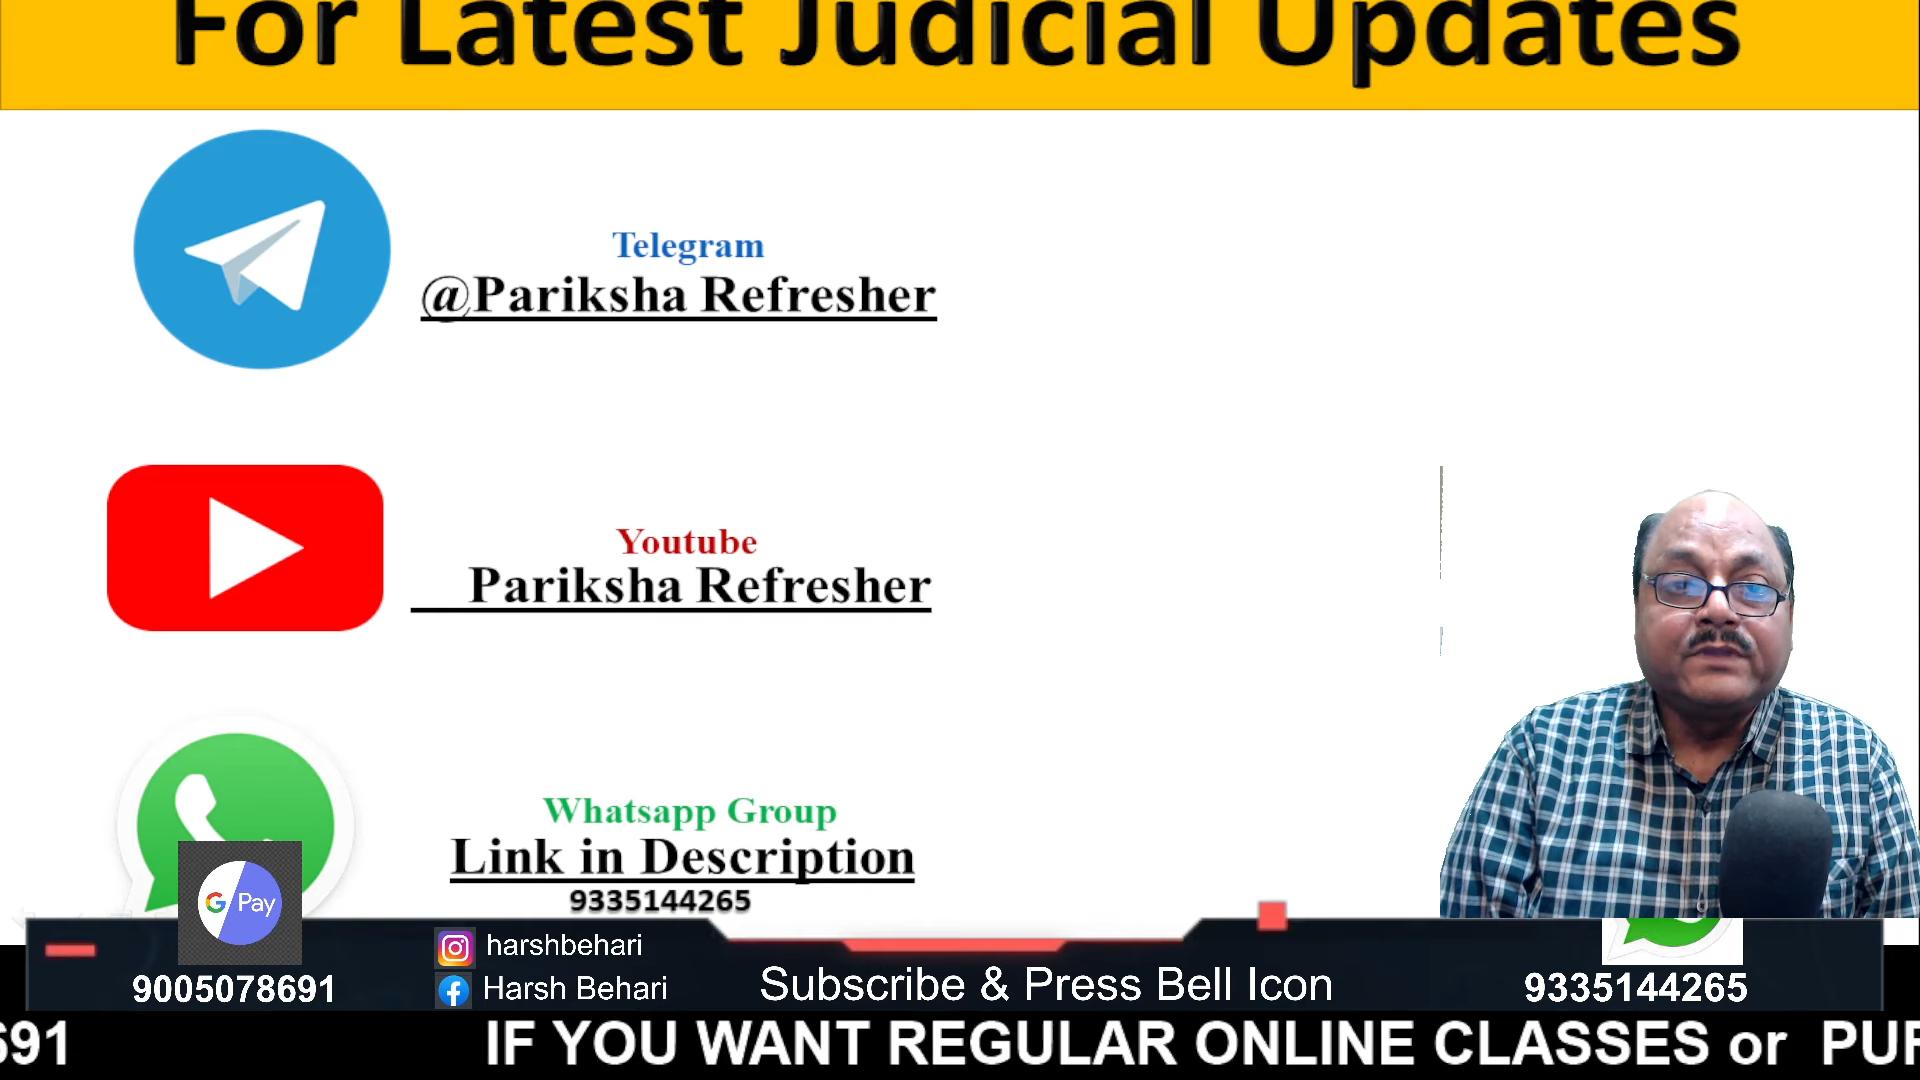 For Latest Judicial Updates
Telegram
@Pariksha Refresher
Youtube
Pariksha Refresher
Whatsapp Group
Link in Description
9335144265
G Pay
9005078691
harshbehari
Harsh Behari
Subscribe & Press Bell Icon
9335144265
691 IF YOU WANT REGULAR ONLINE CLASSES or